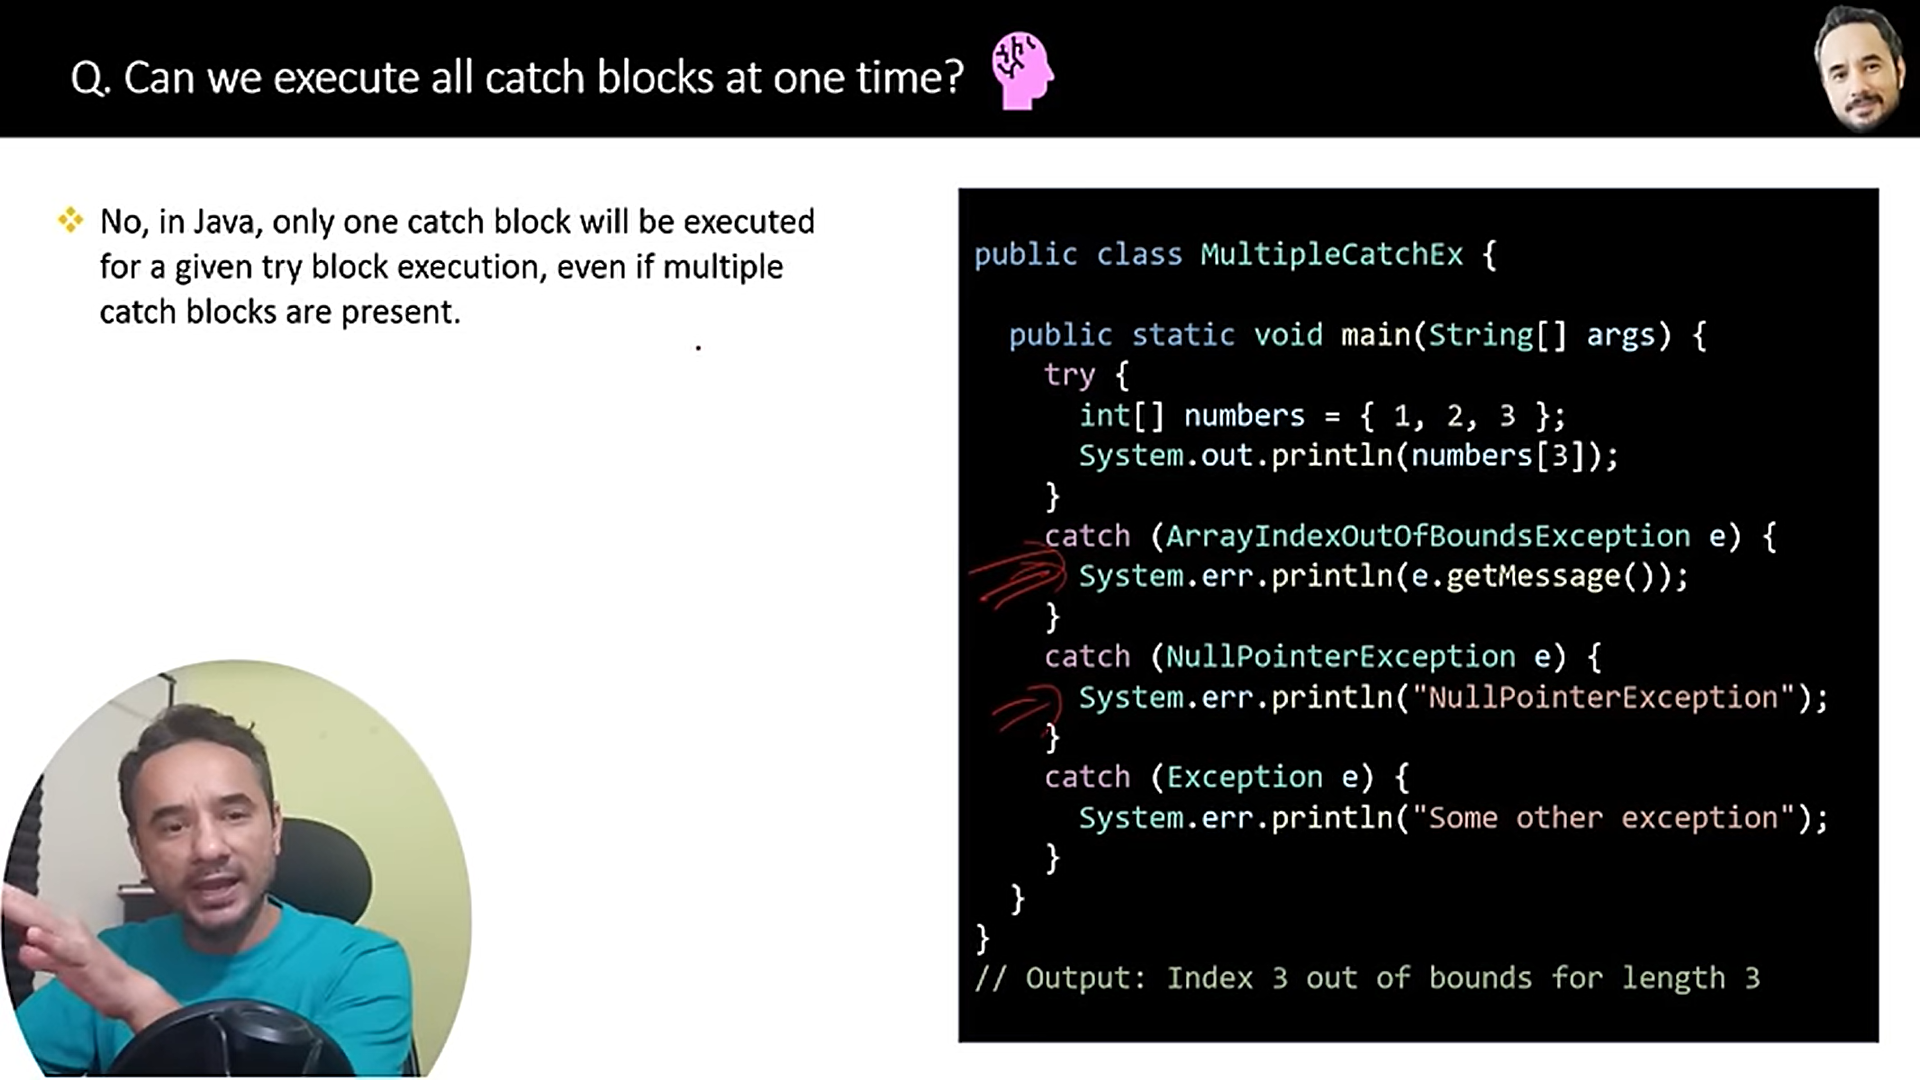 Q. Can we execute all catch blocks at one time?
No, in Java, only one catch block will be executed
for a given try block execution, even if multiple
catch blocks are present.
public class MultipleCatchEx {
public static void main(String[] args) {
try {
int[] numbers = { 1, 2, 3 };
System.out.println(numbers[3]);
}
catch (ArrayIndexOutOfBoundsException e) {
System.err.println(e.getMessage());
}
catch (NullPointerException e) {
System.err.println("NullPointerException");
}
catch (Exception e) {
System.err.println("Some other exception");
}
}
}
// Output: Index 3 out of bounds for length 3